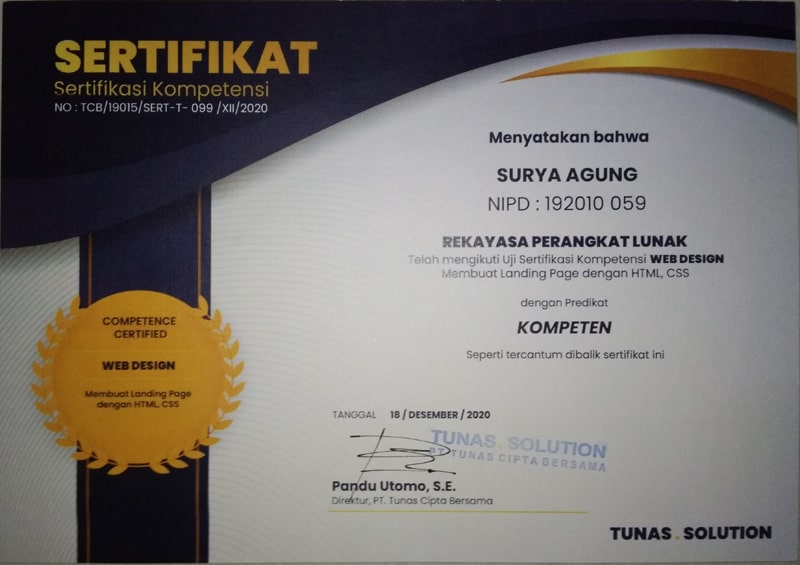 SERTIFIKAT
Sertifikasi Kompetensi
NO : TCB/19015/SERT-T- 099 /XII/2020
Menyatakan bahwa
SURYA AGUNG
NIPD : 192010 059
REKAYASA PERANGKAT LUNAK
Telah mengikuti Uji Sertifikasi Kompetensi WEB DESIGN
Membuat Landing Page dengan HTML, CSS
dengan Predikat
KOMPETEN
Seperti tercantum dibalik sertifikat ini
COMPETENCE
CERTIFIED
WEB DESIGN
Membuat Landing Page
dengan HTML, CSS
TANGGAL 18 / DESEMBER / 2020
TUNAS . SOLUTION
PT TUNAS CIPTA BERSAMA
Pandu Utomo, S.E.
Direktur, PT. Tunas Cipta Bersama
TUNAS . SOLUTION